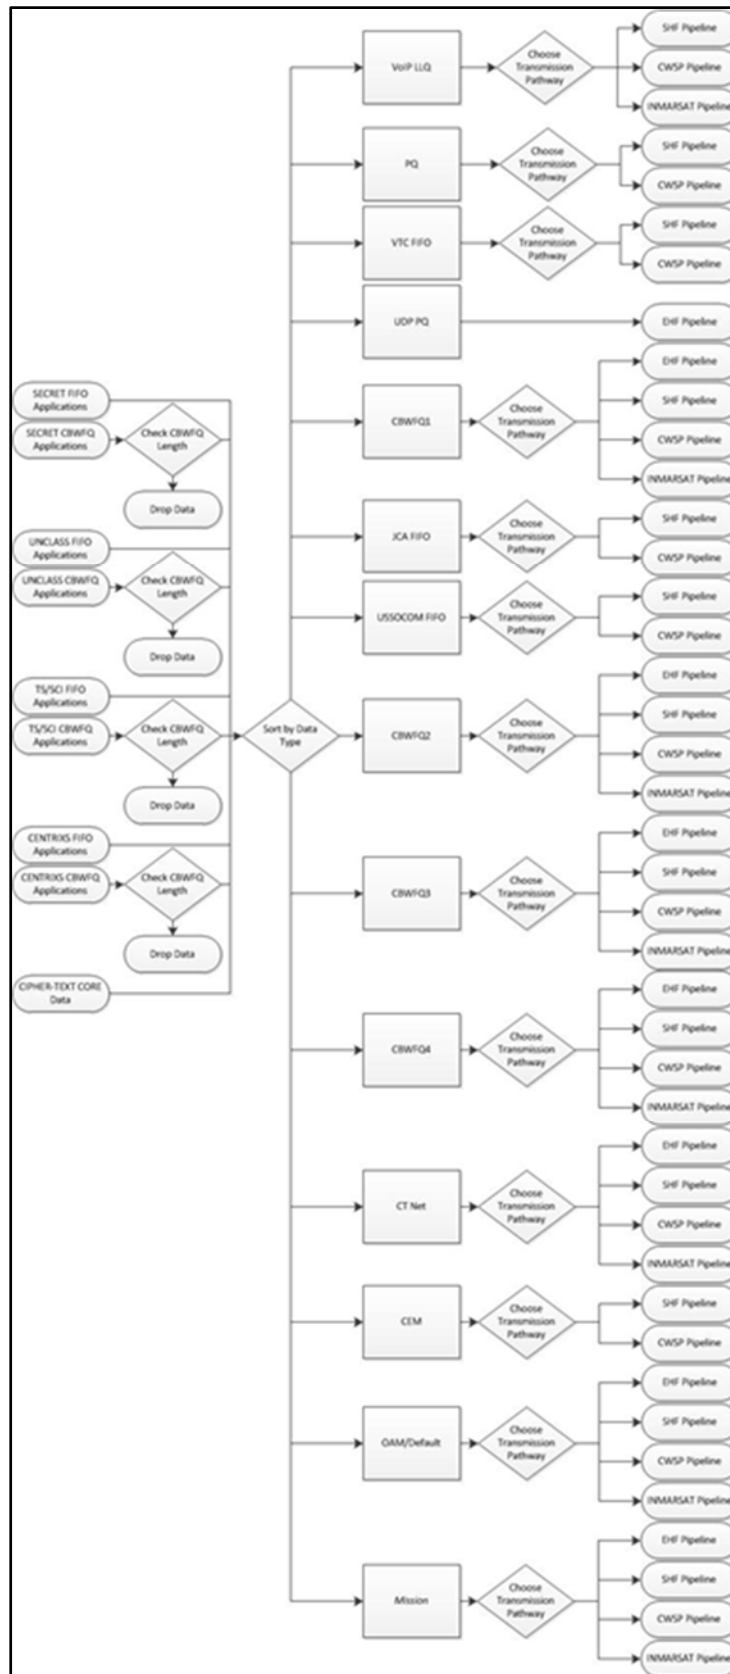 SECRET FIFO
Applications
SECRET CBWFQ
Applications
Check CBWFQ
Length
Drop Data
UNCLASS FIFO
Applications
UNCLASS CBWFQ
Applications
Check CBWFQ
Length
Drop Data
TS/SCI FIFO
Applications
TS/SCI CBWFQ
Applications
Check CBWFQ
Length
Drop Data
CENTRIXS FIFO
Applications
CENTRIXS CBWFQ
Applications
Check CBWFQ
Length
Drop Data
CIPHER-TEXT CORE
Data
Sort by Data
Type
VoIP LLQ
Choose
Transmission
Pathway
SHF Pipeline
CWSP Pipeline
INMARSAT Pipeline
PQ
Choose
Transmission
Pathway
SHF Pipeline
CWSP Pipeline
VTC FIFO
Choose
Transmission
Pathway
SHF Pipeline
CWSP Pipeline
UDP PQ
EHF Pipeline
CBWFQ1
Choose
Transmission
Pathway
EHF Pipeline
SHF Pipeline
CWSP Pipeline
INMARSAT Pipeline
JCA FIFO
Choose
Transmission
Pathway
SHF Pipeline
CWSP Pipeline
USSOCOM FIFO
Choose
Transmission
Pathway
SHF Pipeline
CWSP Pipeline
CBWFQ2
Choose
Transmission
Pathway
EHF Pipeline
SHF Pipeline
CWSP Pipeline
INMARSAT Pipeline
CBWFQ3
Choose
Transmission
Pathway
EHF Pipeline
SHF Pipeline
CWSP Pipeline
INMARSAT Pipeline
CBWFQ4
Choose
Transmission
Pathway
EHF Pipeline
SHF Pipeline
CWSP Pipeline
INMARSAT Pipeline
CT Net
Choose
Transmission
Pathway
EHF Pipeline
SHF Pipeline
CWSP Pipeline
INMARSAT Pipeline
CEM
Choose
Transmission
Pathway
SHF Pipeline
CWSP Pipeline
OAM/Default
Choose
Transmission
Pathway
EHF Pipeline
SHF Pipeline
CWSP Pipeline
INMARSAT Pipeline
Mission
Choose
Transmission
Pathway
EHF Pipeline
SHF Pipeline
CWSP Pipeline
INMARSAT Pipeline